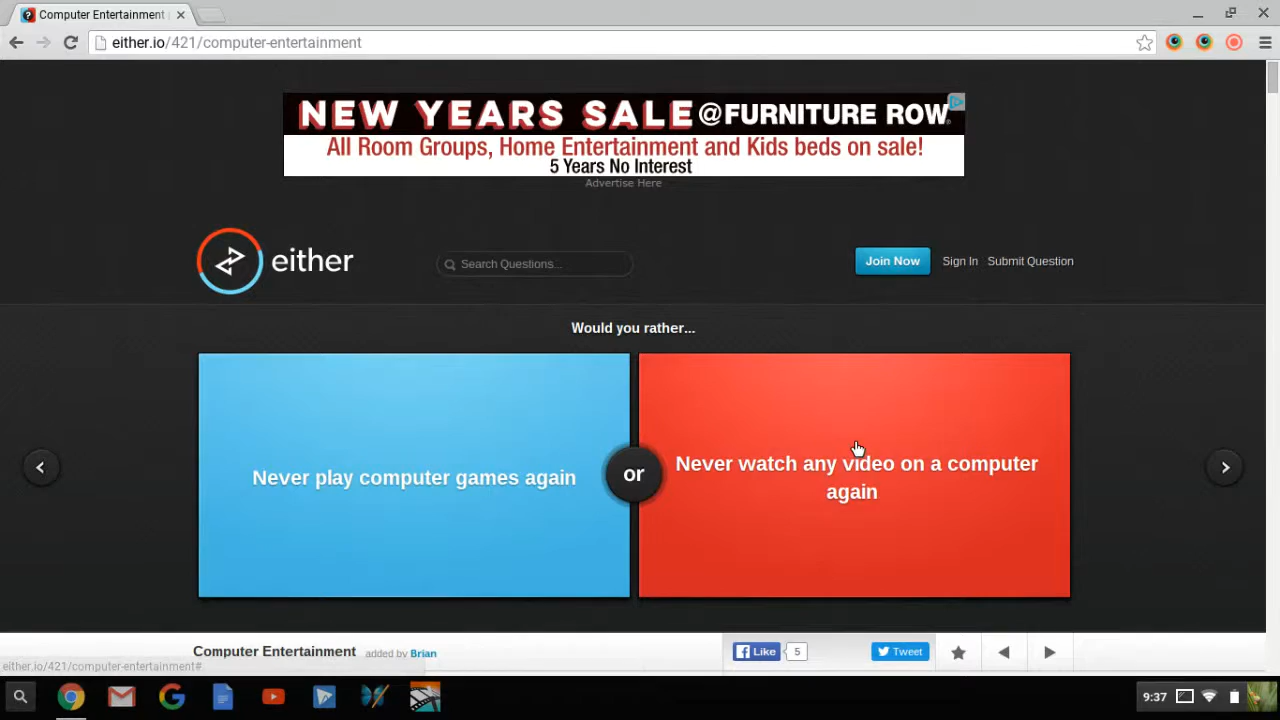 Computer Entertainment
either.io/421/computer-entertainment
NEW YEARS SALE @FURNITURE ROW
All Room Groups, Home Entertainment and Kids beds on sale!
5 Years No Interest
Advertise Here
either
Search Questions...
Join Now
Sign In
Submit Question
Would you rather...
Never play computer games again
or
Never watch any video on a computer
again
Computer Entertainment
added by Brian
Like
5
Tweet
either.io/421/computer-entertainment#
9:37